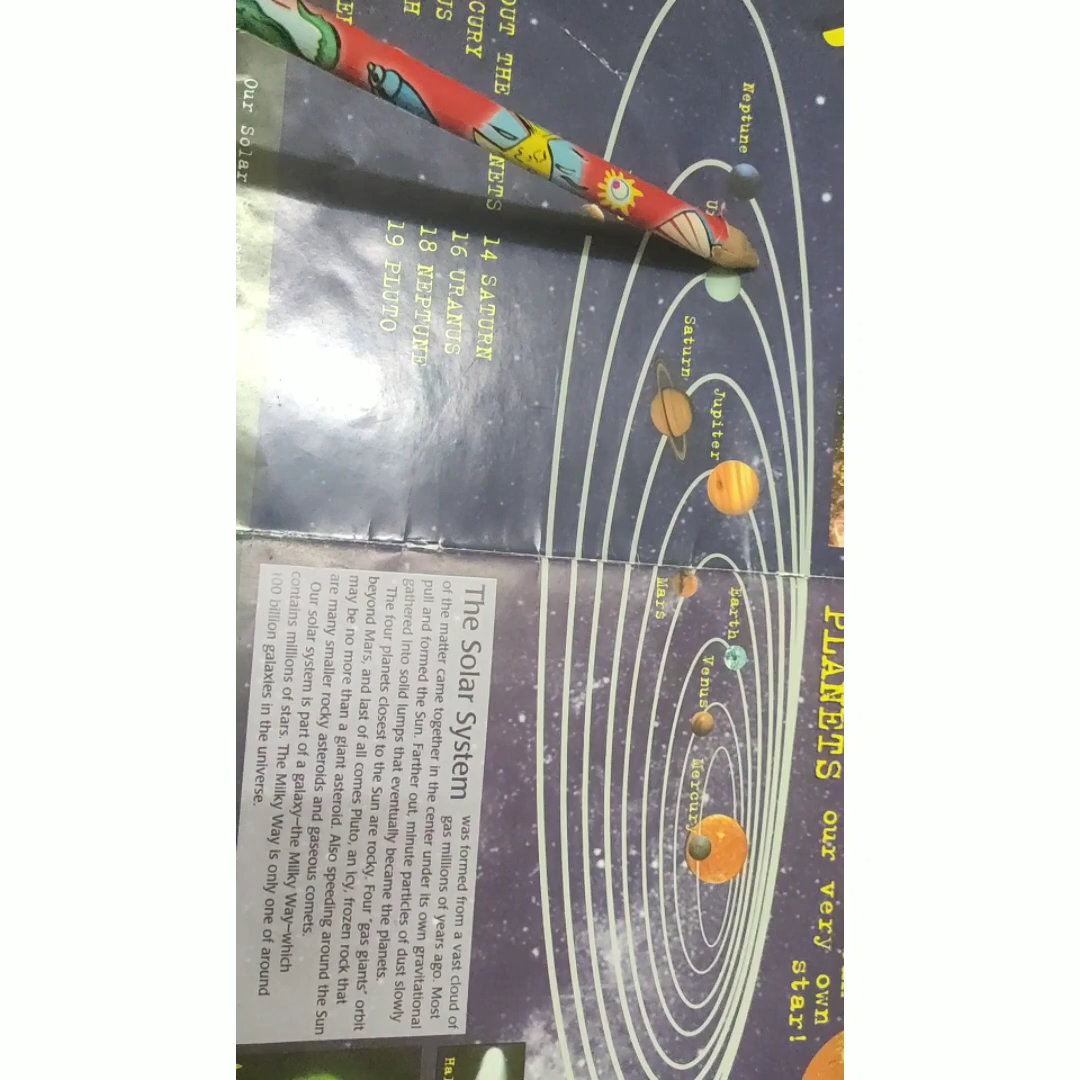 PLANETS, our very own
star!
Neptune
Saturn
Jupiter
Mars
Earth
Venus
Mercury
OUT THE NETS
CURY
US
H
14 SATURN
16 URANUS
18 NEPTUNE
19 PLUTO
Our Solar
The Solar System was formed from a vast cloud of
gas millions of years ago. Most
of the matter came together in the center under its own gravitational
pull and formed the Sun. Farther out, minute particles of dust slowly
gathered into solid lumps that eventually became the planets.
The four planets closest to the Sun are rocky. Four "gas giants" orbit
beyond Mars, and last of all comes Pluto, an icy, frozen rock that
may be no more than a giant asteroid. Also speeding around the Sun
are many smaller rocky asteroids and gaseous comets.
Our solar system is part of a galaxy—the Milky Way—which
contains millions of stars. The Milky Way is only one of around
100 billion galaxies in the universe.
Hal